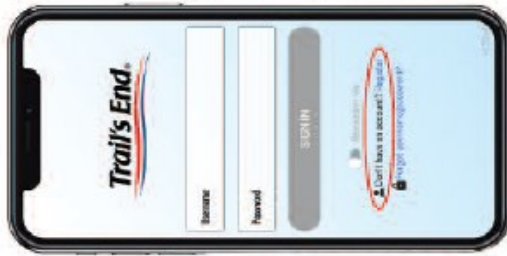 Trail's End®
Username
Password
SIGN IN
Remember Me
Don't have an account? Register
Forgot username/password?